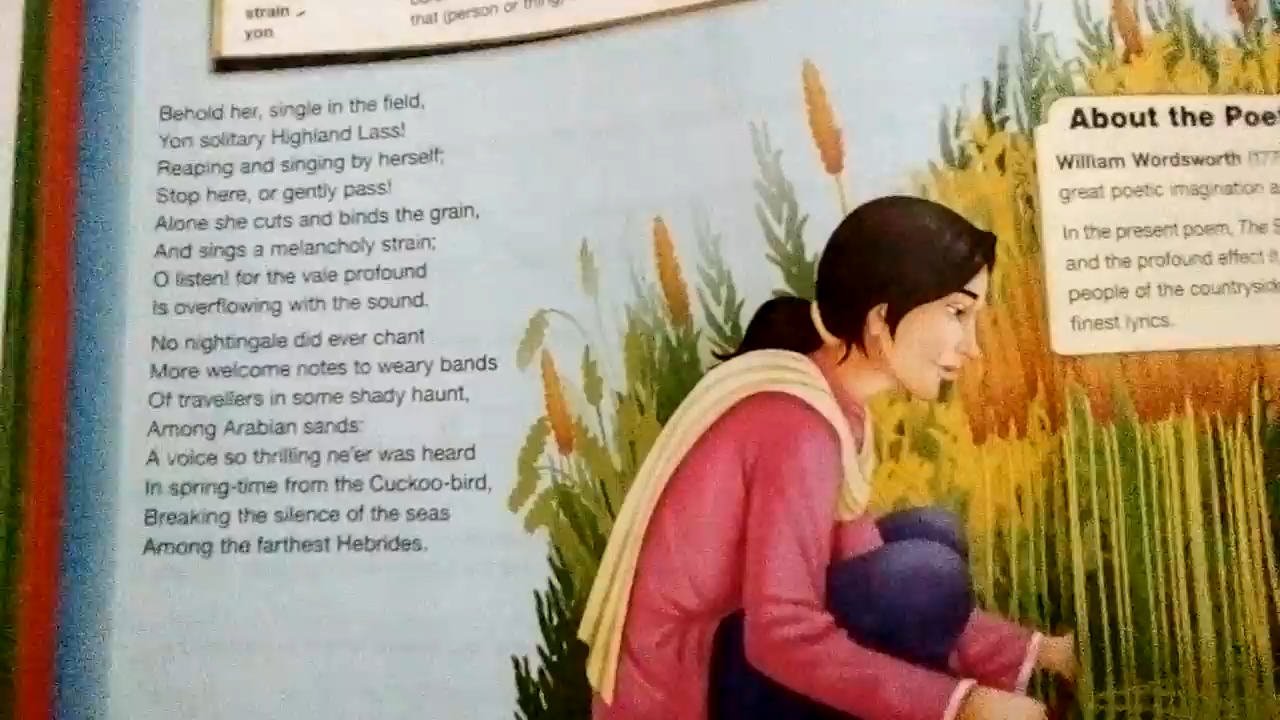 strain
yon
that (person or thing)
Behold her, single in the field,
Yon solitary Highland Lass!
Reaping and singing by herself;
Stop here, or gently pass!
Alone she cuts and binds the grain,
And sings a melancholy strain;
O listen! for the vale profound
Is overflowing with the sound.
No nightingale did ever chant
More welcome notes to weary bands
Of travellers in some shady haunt,
Among Arabian sands:
A voice so thrilling ne'er was heard
In spring-time from the Cuckoo-bird,
Breaking the silence of the seas
Among the farthest Hebrides.
About the Poe
William Wordsworth (177
great poetic imagination a
In the present poem, The S
and the profound effect it
people of the countrysid
finest lyrics.